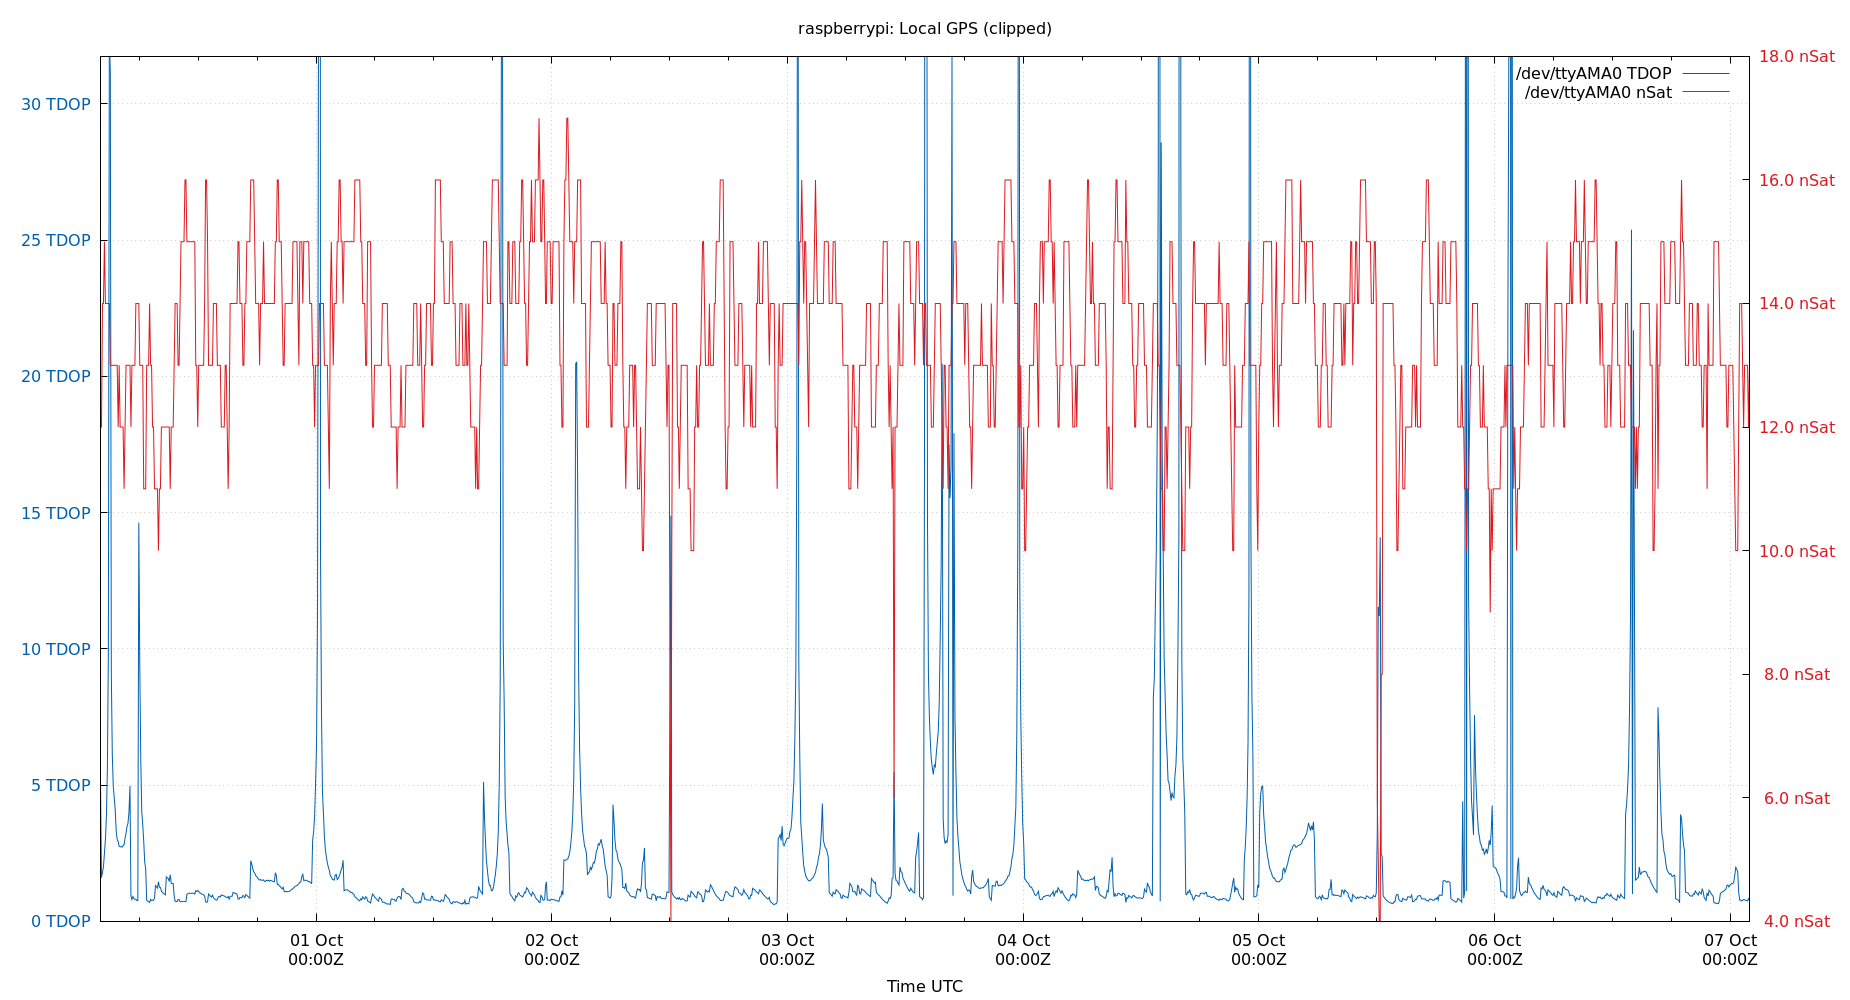 raspberrypi: Local GPS (clipped)
/dev/ttyAMA0 TDOP
/dev/ttyAMA0 nSat
30 TDOP
25 TDOP
20 TDOP
15 TDOP
10 TDOP
5 TDOP
0 TDOP
18.0 nSat
16.0 nSat
14.0 nSat
12.0 nSat
10.0 nSat
8.0 nSat
6.0 nSat
4.0 nSat
01 Oct
00:00Z
02 Oct
00:00Z
03 Oct
00:00Z
04 Oct
00:00Z
05 Oct
00:00Z
06 Oct
00:00Z
07 Oct
00:00Z
Time UTC